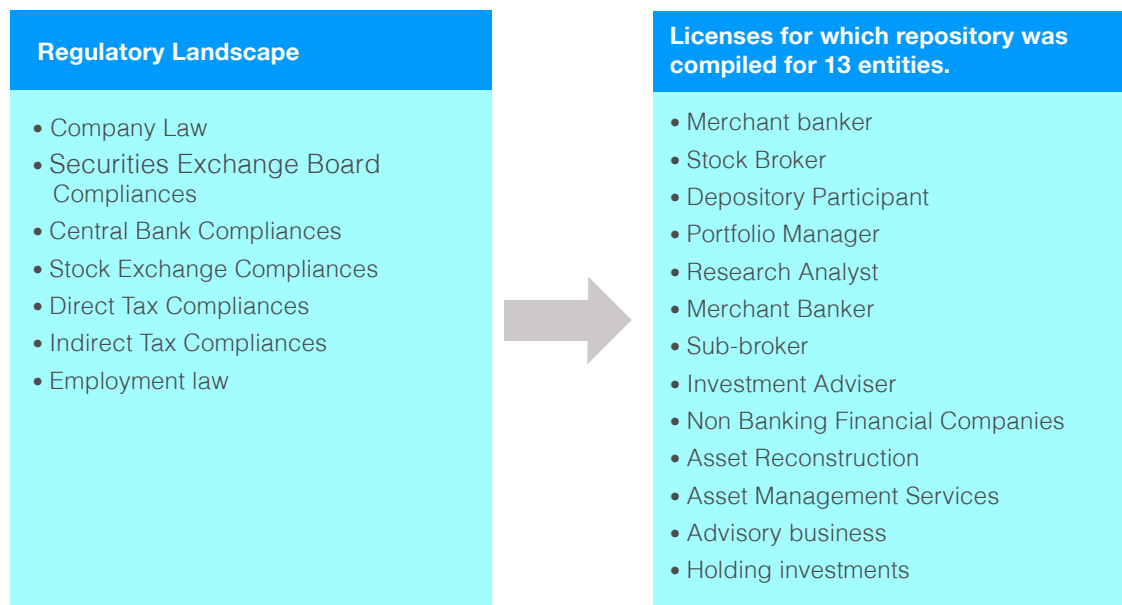 Regulatory Landscape
• Company Law
• Securities Exchange Board
Compliances
• Central Bank Compliances
• Stock Exchange Compliances
• Direct Tax Compliances
• Indirect Tax Compliances
• Employment law
Licenses for which repository was
compiled for 13 entities.
• Merchant banker
• Stock Broker
• Depository Participant
• Portfolio Manager
• Research Analyst
• Merchant Banker
• Sub-broker
• Investment Adviser
• Non Banking Financial Companies
• Asset Reconstruction
• Asset Management Services
• Advisory business
• Holding investments